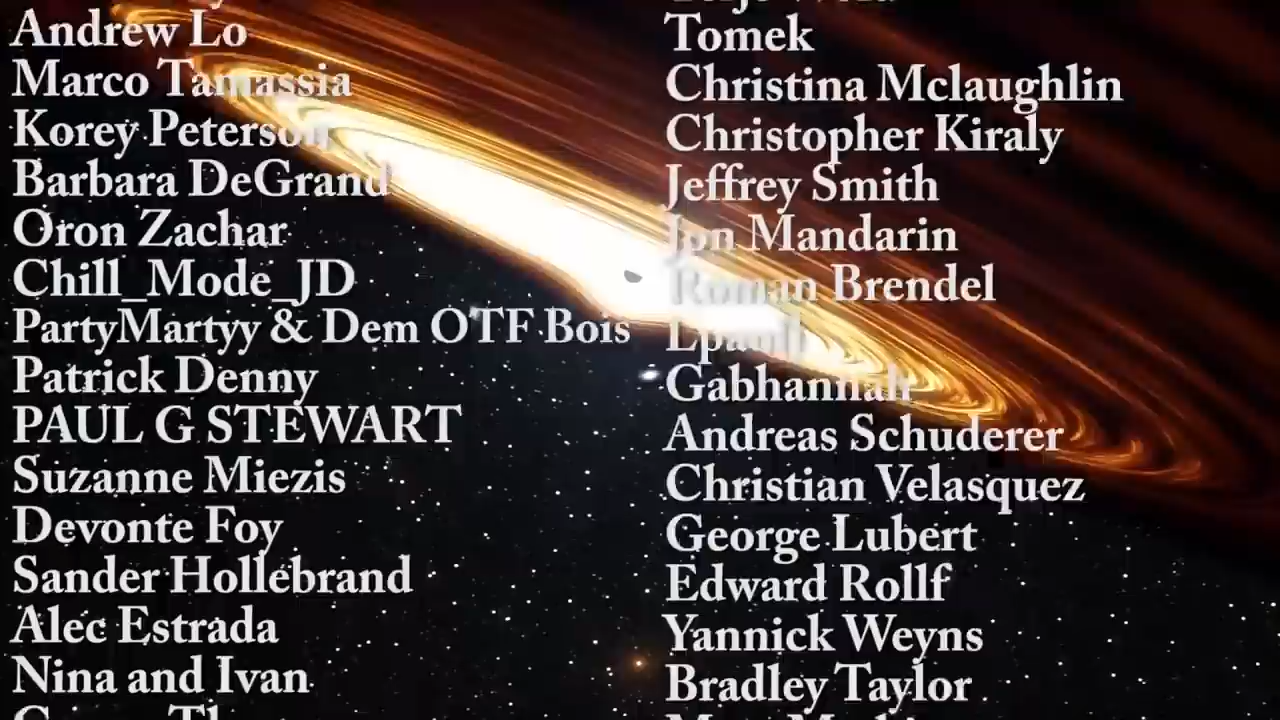 Andrew Lo
Marco Tamassia
Korey Peterson
Barbara DeGrand
Oron Zachar
Chill_Mode_JD
PartyMartyy & Dem OTF Bois
Patrick Denny
PAUL G STEWART
Suzanne Miezis
Devonte Foy
Sander Hollebrand
Alec Estrada
Nina and Ivan
Tomek
Christina Mclaughlin
Christopher Kiraly
Jeffrey Smith
Jon Mandarin
Roman Brendel
Gabhannah
Andreas Schuderer
Christian Velasquez
George Lubert
Edward Rollf
Yannick Weyns
Bradley Taylor